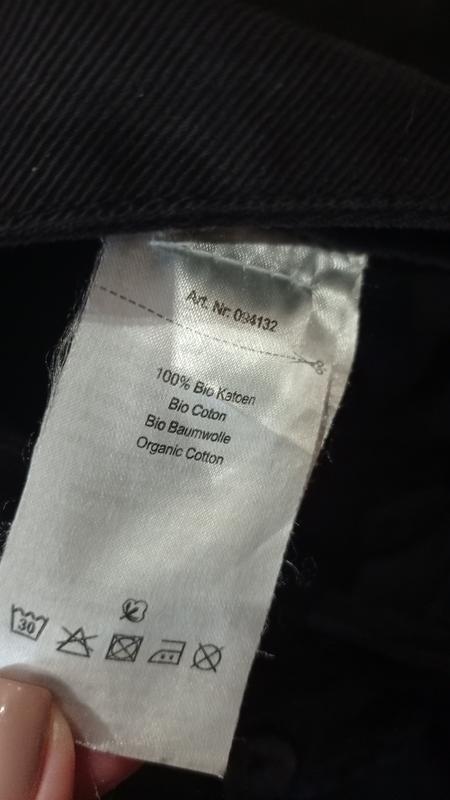 Art. Nr: 094132
100% Bio Katoen
Bio Coton
Bio Baumwolle
Organic Cotton
30